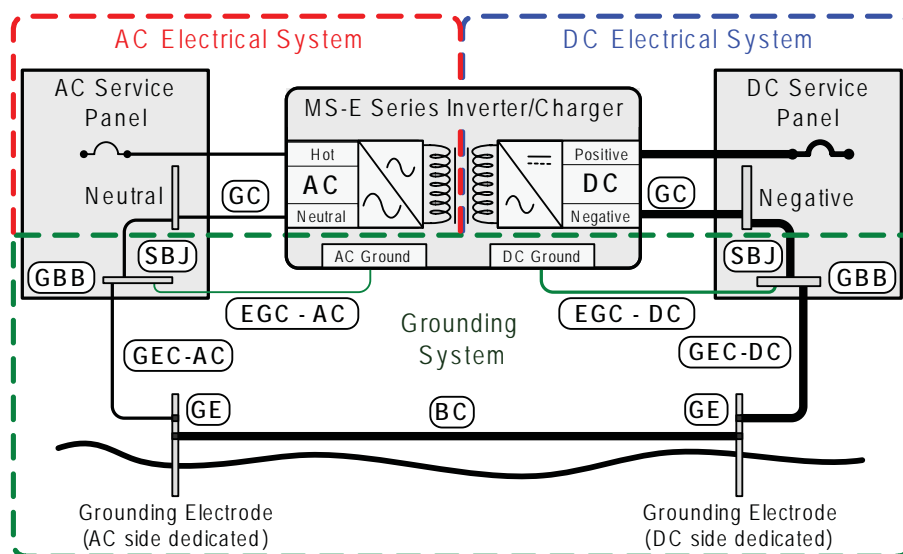 AC Electrical System
DC Electrical System
AC Service
Panel
MS-E Series Inverter/Charger
DC Service
Panel
Hot
AC
Neutral
Positive
DC
Negative
Neutral
GC
GC
Negative
SBJ
SBJ
GBB
GBB
AC Ground
DC Ground
EGC - AC
EGC - DC
Grounding
System
GEC-AC
GEC-DC
GE
BC
GE
Grounding Electrode
(AC side dedicated)
Grounding Electrode
(DC side dedicated)